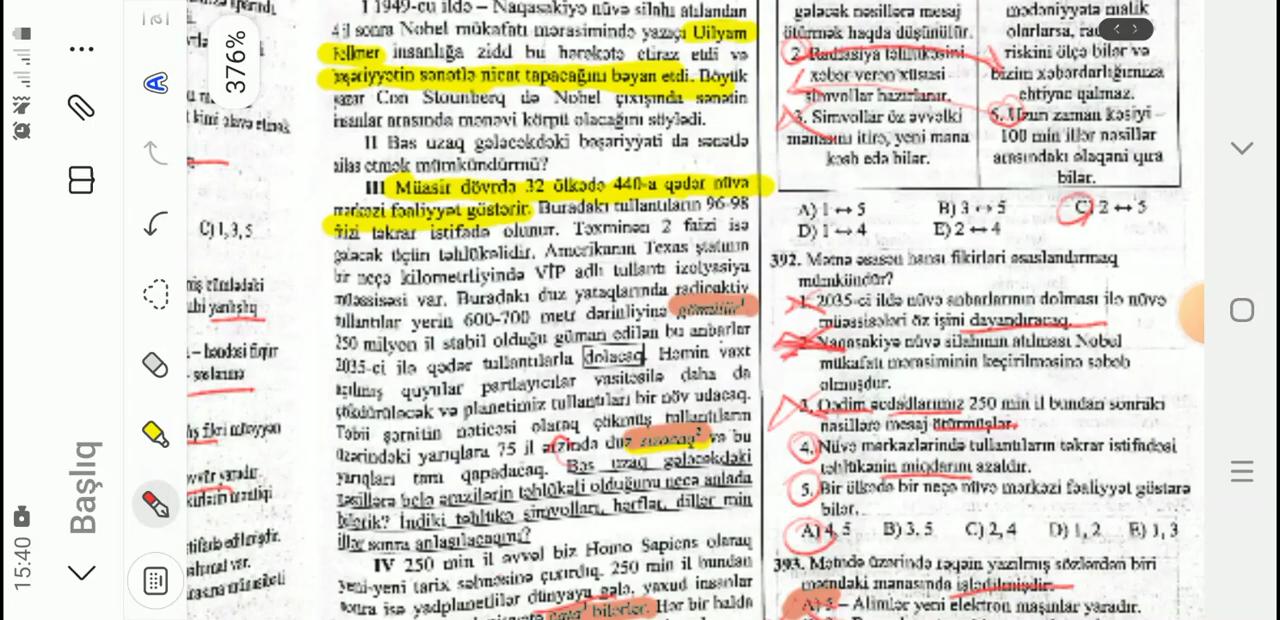 15:40
Başlıq
376%
C) 1, 3, 5
I 1949-cu ildə – Naqasakiyə nüvə silahı atılandan
4 il sonra Nobel mükafatı mərasimində yazıçı Uilyam
Folkner insanlığa zidd bu hərəkətə etiraz etdi və
bəşəriyyətin sənətlə nicat tapacağını bəyan etdi. Böyük
yazar Con Stounberq də Nobel çıxışında sənətin
insanlar arasında mənəvi körpü olacağını söylədi.
II Bəs uzaq gələcəkdəki bəşəriyyəti də sənətlə
xilas etmək mümkündürmü?
III Müasir dövrdə 32 ölkədə 440-a qədər nüvə
mərkəzi fəaliyyət göstərir. Buradakı tullantıların 96-98
faizi təkrar istifadə olunur. Təxminən 2 faizi isə
gələcək üçün təhlükəlidir. Amerikanın Texas ştatının
bir neçə kilometrliyində VİP adlı tullantı izolyasiya
müəssisəsi var. Buradakı duz yataqlarında radioaktiv
tullantılar yerin 600-700 metr dərinliyinə gömülür¹
250 milyon il stabil olduğu güman edilən bu anbarlar
2035-ci ilə qədər tullantılarla dolacaq. Həmin vaxt
açılmış quyular partlayıcılar vasitəsilə daha da
çökdürüləcək və planetimiz tullantıları bir növ udacaq.
Təbii şəraitin nəticəsi olaraq çökmüş tullantıların
üzərindəki yarıqlara 75 il ərzində duz sızacaq² və bu
yarıqları tam qapadacaq. Bəs uzaq gələcəkdəki
nəsillərə belə ərazilərin təhlükəli olduğunu necə anlada
bilərik? İndiki təhlükə simvolları, hərflər, dillər min
illər sonra anlaşılacaqmı?
IV 250 min il əvvəl biz Homo Sapiens olaraq
yeni-yeni tarix səhnəsinə çıxırdıq. 250 min il bundan
sonra isə yadplanetlilər dünyaya gələ, yaxud insanlar
bilərlər. Hər bir halda
gələcək nəsillərə mesaj
ötürmək haqda düşünülür.
2. Radiasiya təhlükəsini
xəbər verən xüsusi
simvollar hazırlanır.
3. Simvollar öz əvvəlki
mənasını itirə, yeni məna
kəsb edə bilər.
mədəniyyətə malik
olarlarsa,
riskini ölçə bilər və
bizim xəbərdarlığımıza
ehtiyac qalmaz.
5. Uzun zaman kəsiyi –
100 min illər nəsillər
arasındakı əlaqəni qıra
bilər.
A) 1 ↔ 5 B) 3 ↔ 5 C) 2 ↔ 5
D) 1 ↔ 4 E) 2 ↔ 4
392. Mətnə əsasən hansı fikirləri əsaslandırmaq
mümkündür?
1. 2035-ci ildə nüvə anbarlarının dolması ilə nüvə
müəssisələri öz işini dayandıracaq.
2. Naqasakiyə nüvə silahının atılması Nobel
mükafatı mərasiminin keçirilməsinə səbəb
olmuşdur.
3. Qədim əcdadlarımız 250 min il bundan sonrakı
nəsillərə mesaj ötürmüşlər.
4. Nüvə mərkəzlərində tullantıların təkrar istifadəsi
təhlükənin miqdarını azaldır.
5. Bir ölkədə bir neçə nüvə mərkəzi fəaliyyət göstərə
bilər.
A) 4, 5 B) 3, 5 C) 2, 4 D) 1, 2 E) 1, 3
393. Mətndə üzərində rəqəm yazılmış sözlərdən biri
mətndəki mənasında işlədilmişdir.
– Alimlər yeni elektron maşınlar yaradır.